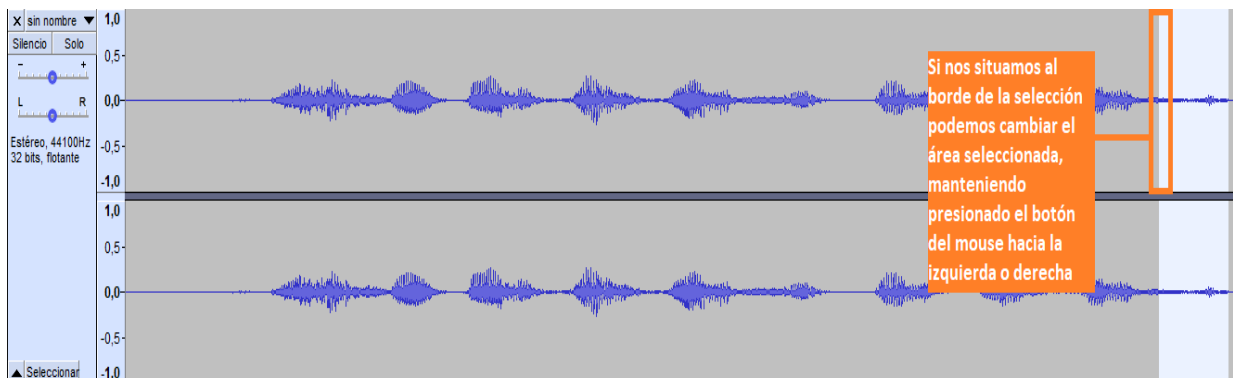 X sin nombre ▼
Silencio Solo
- +
L R
Estéreo, 44100Hz
32 bits, flotante
▲ Seleccionar
1,0
0,5-
0,0-
-0,5-
-1,0
1,0
0,5-
0,0-
-0,5-
-1,0
Si nos situamos al
borde de la selección
podemos cambiar el
área seleccionada,
manteniendo
presionado el botón
del mouse hacia la
izquierda o derecha